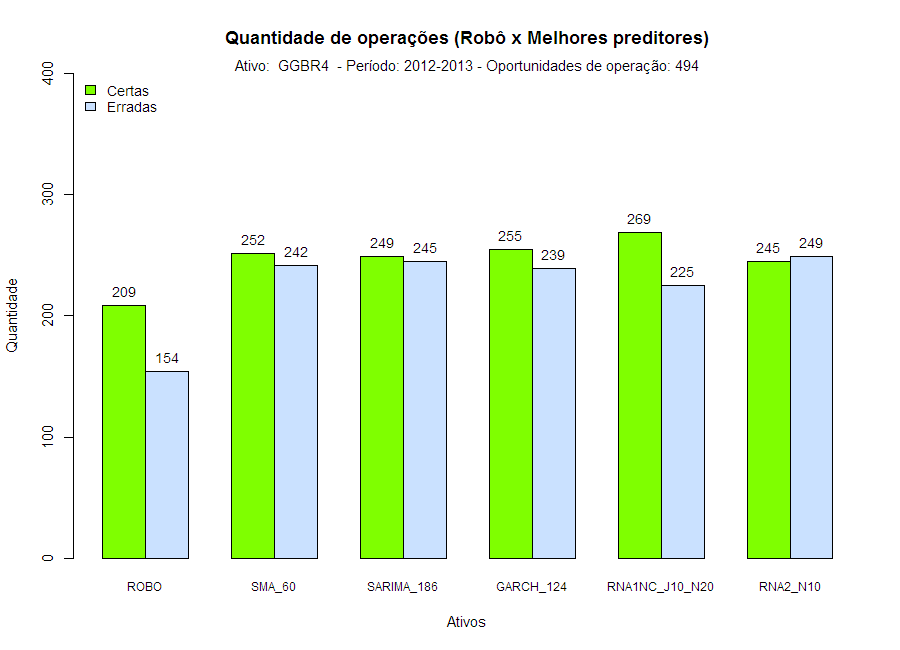 Quantidade de operações (Robô x Melhores preditores)
Ativo:  GGBR4  - Período: 2012-2013 - Oportunidades de operação: 494
Certas
Erradas
Quantidade
400
300
200
100
0
209
154
252
242
249
245
255
239
269
225
245
249
ROBO
SMA_60
SARIMA_186
GARCH_124
RNA1NC_J10_N20
RNA2_N10
Ativos